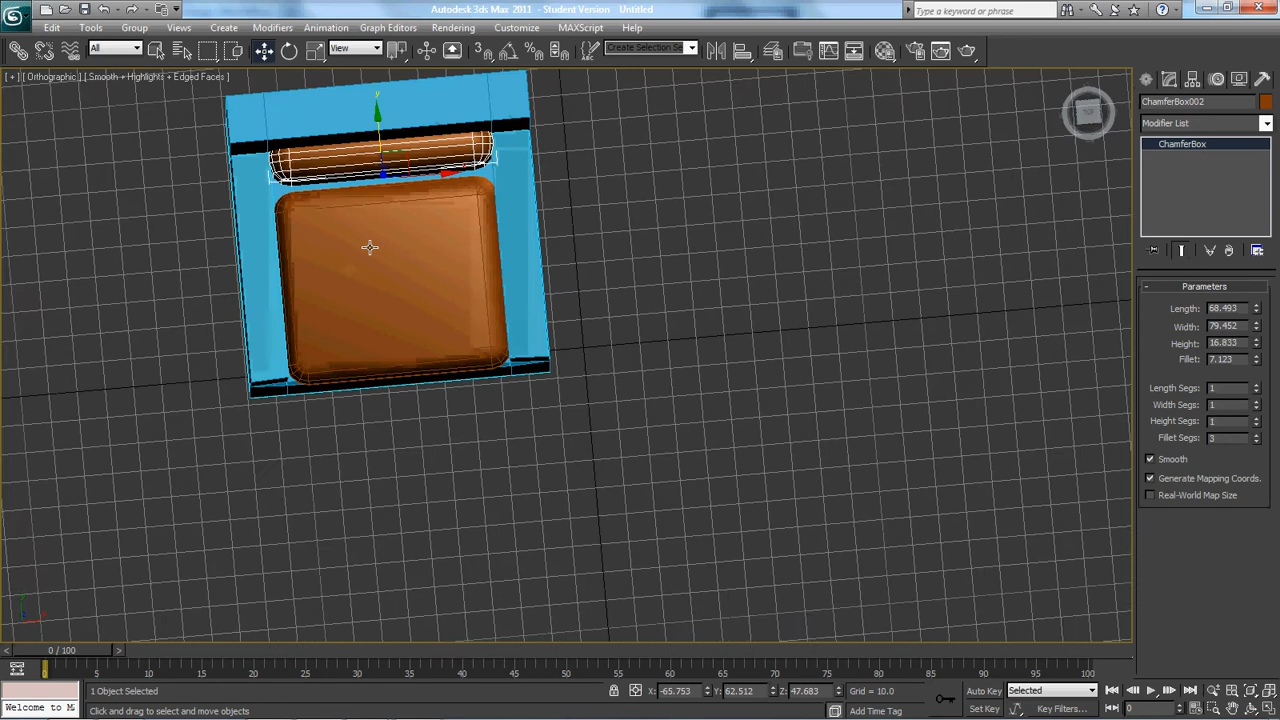 Autodesk 3ds Max 2011 - Student Version Untitled
Type a keyword or phrase
Edit Tools Group Views Create Modifiers Animation Graph Editors Rendering Customize MAXScript Help
All View Create Selection Se
[ + ] [ Orthographic ] [ Smooth + Highlights + Edged Faces ]
ChamferBox002
Modifier List
ChamferBox
- Parameters
Length: 68.493
Width: 79.452
Height: 16.833
Fillet: 7.123
Length Segs: 1
Width Segs: 1
Height Segs: 1
Fillet Segs: 3
Smooth
Generate Mapping Coords.
Real-World Map Size
y
< 0 / 100 >
0 5 10 15 20 25 30 35 40 45 50 55 60 65 70 75 80 85 90 95 100
1 Object Selected X: -65.753 Y: 62.512 Z: 47.683 Grid = 10.0 Auto Key Selected
Welcome to M Click and drag to select and move objects Add Time Tag Set Key Key Filters... 0